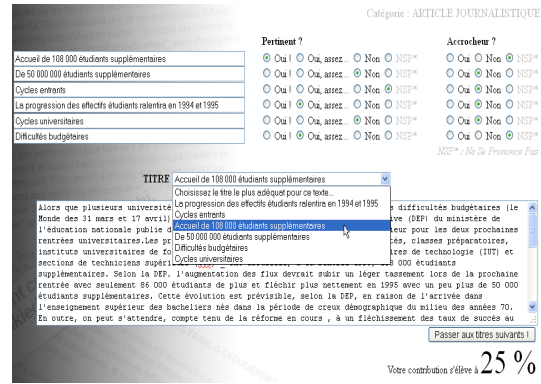 Catégorie : ARTICLE JOURNALISTIQUE
Pertinent ? Accrocheur ?
Accueil de 108 000 étudiants supplémentaires Oui ! Oui, assez... Non NSP* Oui Non NSP*
De 50 000 000 étudiants supplémentaires Oui ! Oui, assez... Non NSP* Oui Non NSP*
Cycles entrants Oui ! Oui, assez... Non NSP* Oui Non NSP*
La progression des effectifs étudiants ralentira en 1994 et 1995 Oui ! Oui, assez... Non NSP* Oui Non NSP*
Cycles universitaires Oui ! Oui, assez... Non NSP* Oui Non NSP*
Difficultés budgétaires Oui ! Oui, assez... Non NSP* Oui Non NSP*
NSP* : Ne Se Prononce Pas
TITRE Accueil de 108 000 étudiants supplémentaires
Choisissez le titre le plus adéquat pour ce texte...
La progression des effectifs étudiants ralentira en 1994 et 1995
Cycles entrants
Accueil de 108 000 étudiants supplémentaires
De 50 000 000 étudiants supplémentaires
Difficultés budgétaires
Cycles universitaires
Alors que plusieurs université s difficultés budgétaires (le
Monde des 31 mars et 17 avril) ive (DEP) du ministère de
l'éducation nationale publie d ieur pour les deux prochaines
rentrées universitaires.Les pr tés, classes préparatoires,
instituts universitaires de fo ires de technologie (IUT) et
sections de techniciens supéri 8 000 étudiants
supplémentaires. Selon la DEP, l'augmentation des flux devrait subir un léger tassement lors de la prochaine
rentrée avec seulement 86 000 étudiants de plus et fléchir plus nettement en 1995 avec un peu plus de 50 000
étudiants supplémentaires. Cette évolution est prévisible, selon la DEP, en raison de l'arrivée dans
l'enseignement supérieur des bacheliers nés dans la période de creux démographique du milieu des années 70.
En outre, on peut s'attendre, compte tenu de la réforme en cours , à un fléchissement des taux de succès au
Passer aux titres suivants !
Votre contribution s'élève à 25 %